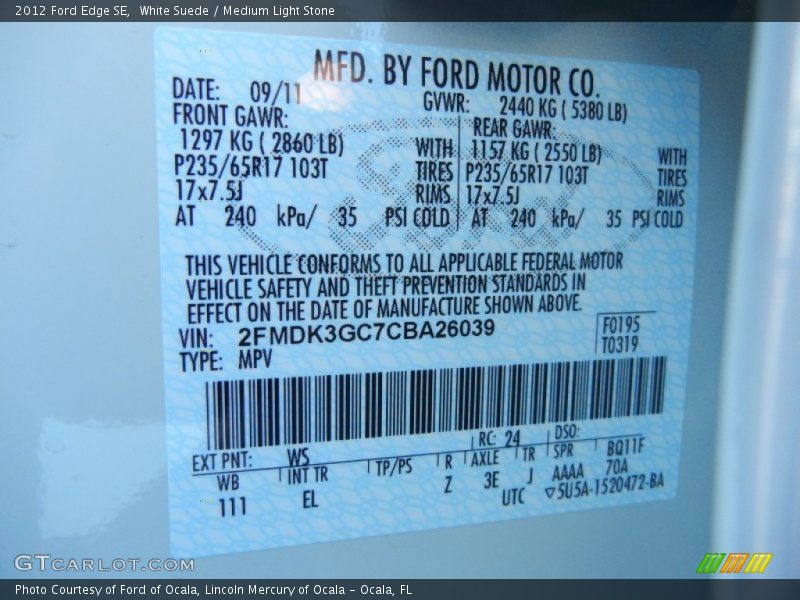 2012 Ford Edge SE, White Suede / Medium Light Stone
MFD. BY FORD MOTOR CO.
DATE: 09/11 GVWR: 2440 KG ( 5380 LB)
FRONT GAWR: REAR GAWR:
1297 KG ( 2860 LB) WITH 1157 KG ( 2550 LB) WITH
P235/65R17 103T TIRES P235/65R17 103T TIRES
17x7.5J RIMS 17x7.5J RIMS
AT 240 kPa/ 35 PSI COLD AT 240 kPa/ 35 PSI COLD
THIS VEHICLE CONFORMS TO ALL APPLICABLE FEDERAL MOTOR
VEHICLE SAFETY AND THEFT PREVENTION STANDARDS IN
EFFECT ON THE DATE OF MANUFACTURE SHOWN ABOVE.
VIN: 2FMDK3GC7CBA26039 F0195
TYPE: MPV T0319
EXT PNT: WS RC: 24 DSO:
WB INT TR TP/PS R AXLE TR SPR BQ11F
111 EL Z 3E J AAAA 70A
UTC ▽5U5A-1520472-BA
GTCARLOT.COM
Photo Courtesy of Ford of Ocala, Lincoln Mercury of Ocala - Ocala, FL